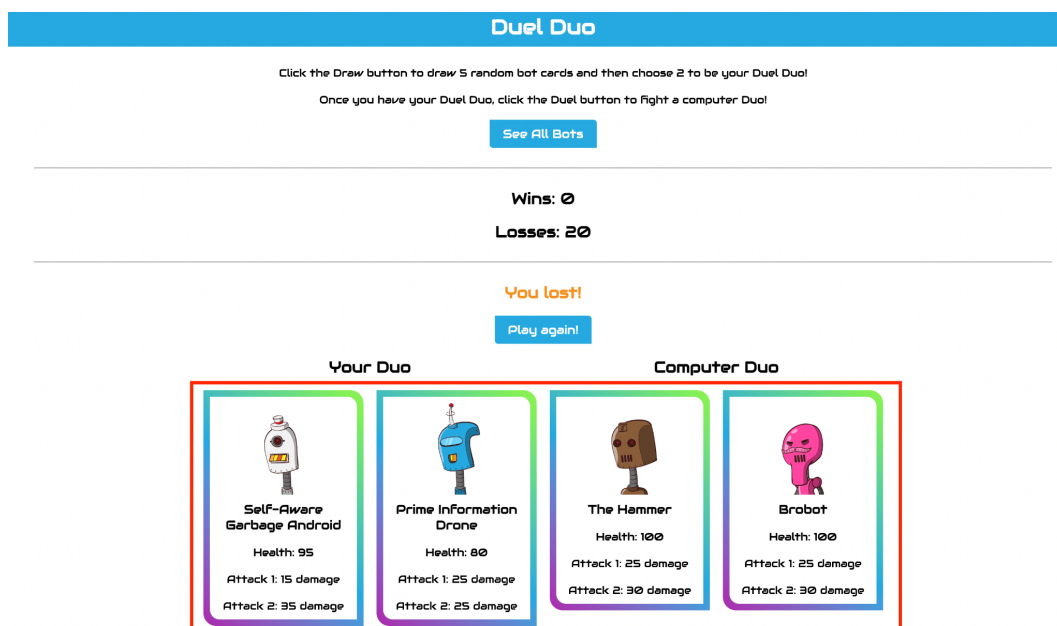 Duel Duo
Click the Draw button to draw 5 random bot cards and then choose 2 to be your Duel Duo!
Once you have your Duel Duo, click the Duel button to fight a computer Duo!
See All Bots
Wins: 0
Losses: 20
You lost!
Play again!
Your Duo
Computer Duo
Self-Aware
Garbage Android
Health: 95
Attack 1: 15 damage
Attack 2: 35 damage
Prime Information
Drone
Health: 80
Attack 1: 25 damage
Attack 2: 25 damage
The Hammer
Health: 100
Attack 1: 25 damage
Attack 2: 30 damage
Brobot
Health: 100
Attack 1: 25 damage
Attack 2: 30 damage